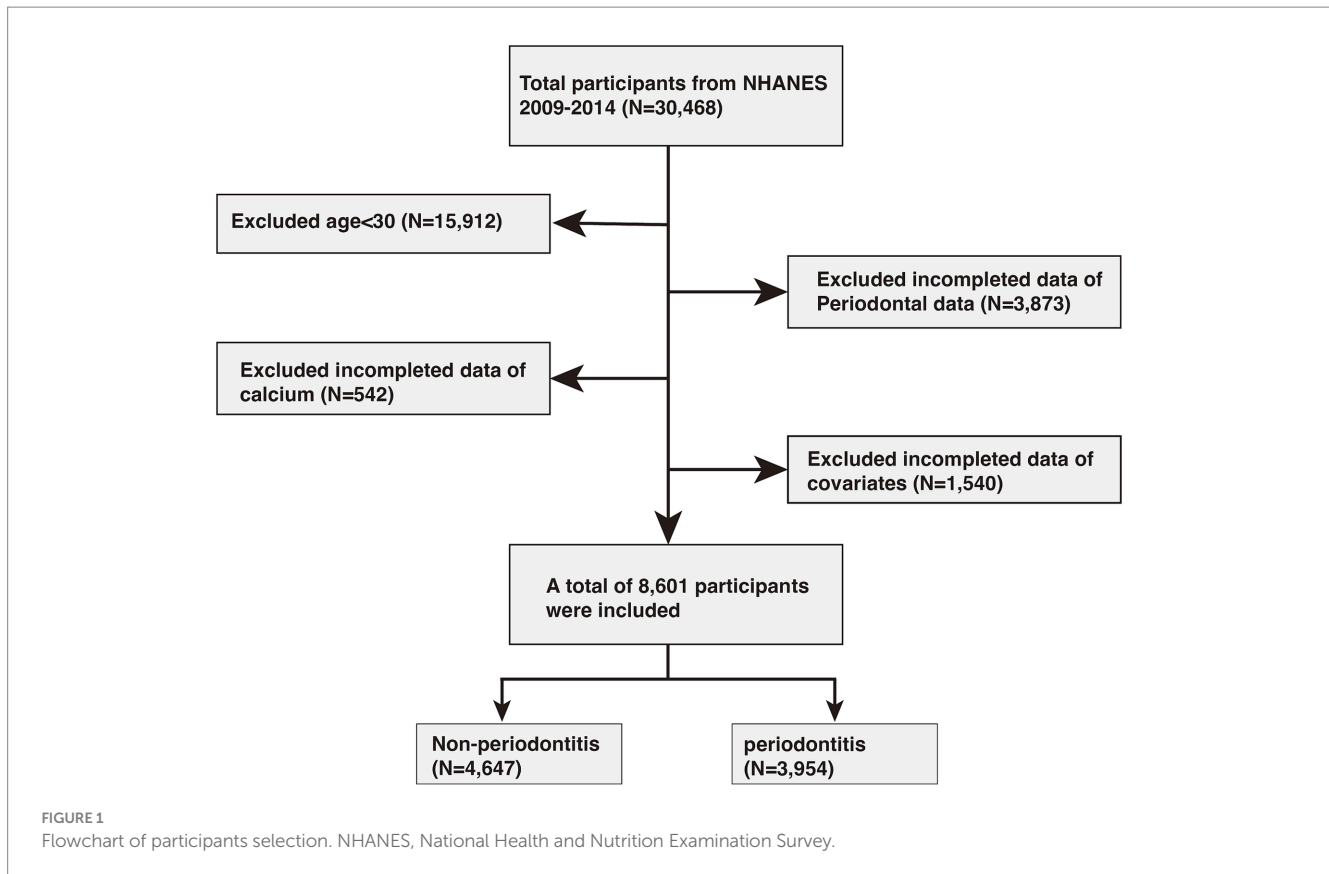 Total participants from NHANES
2009-2014 (N=30,468)
Excluded age<30 (N=15,912)
Excluded incompleted data of
Periodontal data (N=3,873)
Excluded incompleted data of
calcium (N=542)
Excluded incompleted data of
covariates (N=1,540)
A total of 8,601 participants
were included
Non-periodontitis
(N=4,647)
periodontitis
(N=3,954)
FIGURE 1
Flowchart of participants selection. NHANES, National Health and Nutrition Examination Survey.